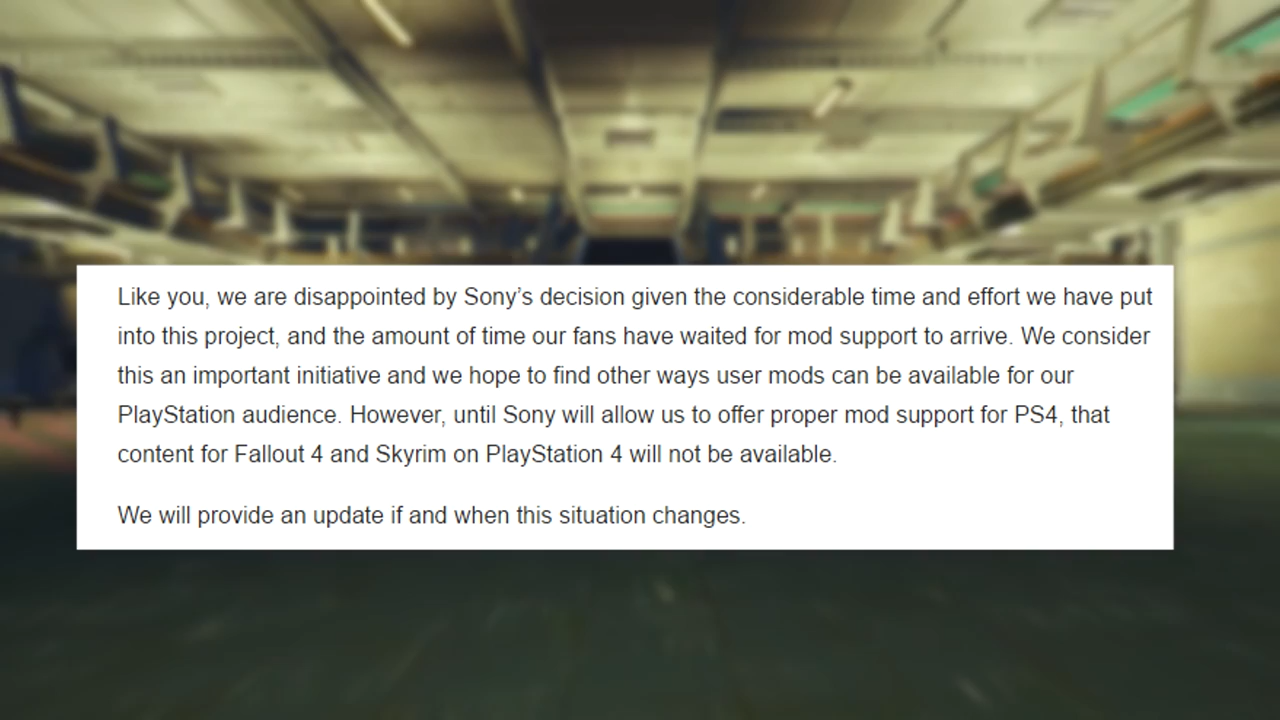 Like you, we are disappointed by Sony’s decision given the considerable time and effort we have put
into this project, and the amount of time our fans have waited for mod support to arrive. We consider
this an important initiative and we hope to find other ways user mods can be available for our
PlayStation audience. However, until Sony will allow us to offer proper mod support for PS4, that
content for Fallout 4 and Skyrim on PlayStation 4 will not be available.
We will provide an update if and when this situation changes.